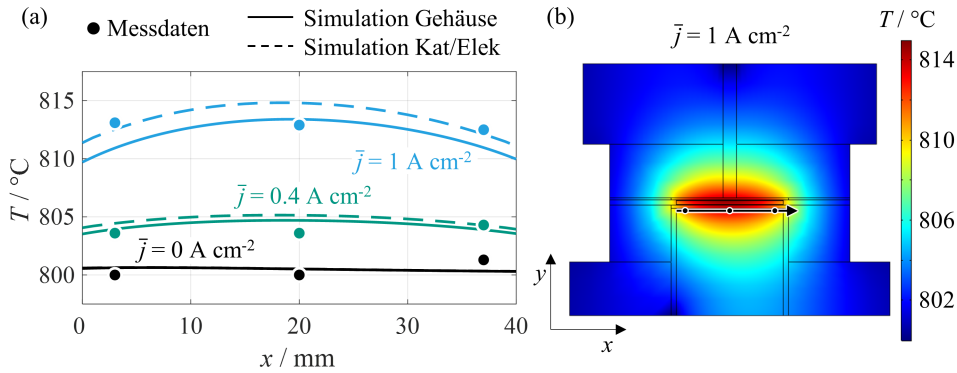 (a)
Messdaten
Simulation Gehäuse
Simulation Kat/Elek
T / °C
815
810
805
800
j̄ = 1 A cm⁻²
j̄ = 0.4 A cm⁻²
j̄ = 0 A cm⁻²
0 10 20 30 40
x / mm
(b)
j̄ = 1 A cm⁻²
T / °C
814
810
806
802
y
x